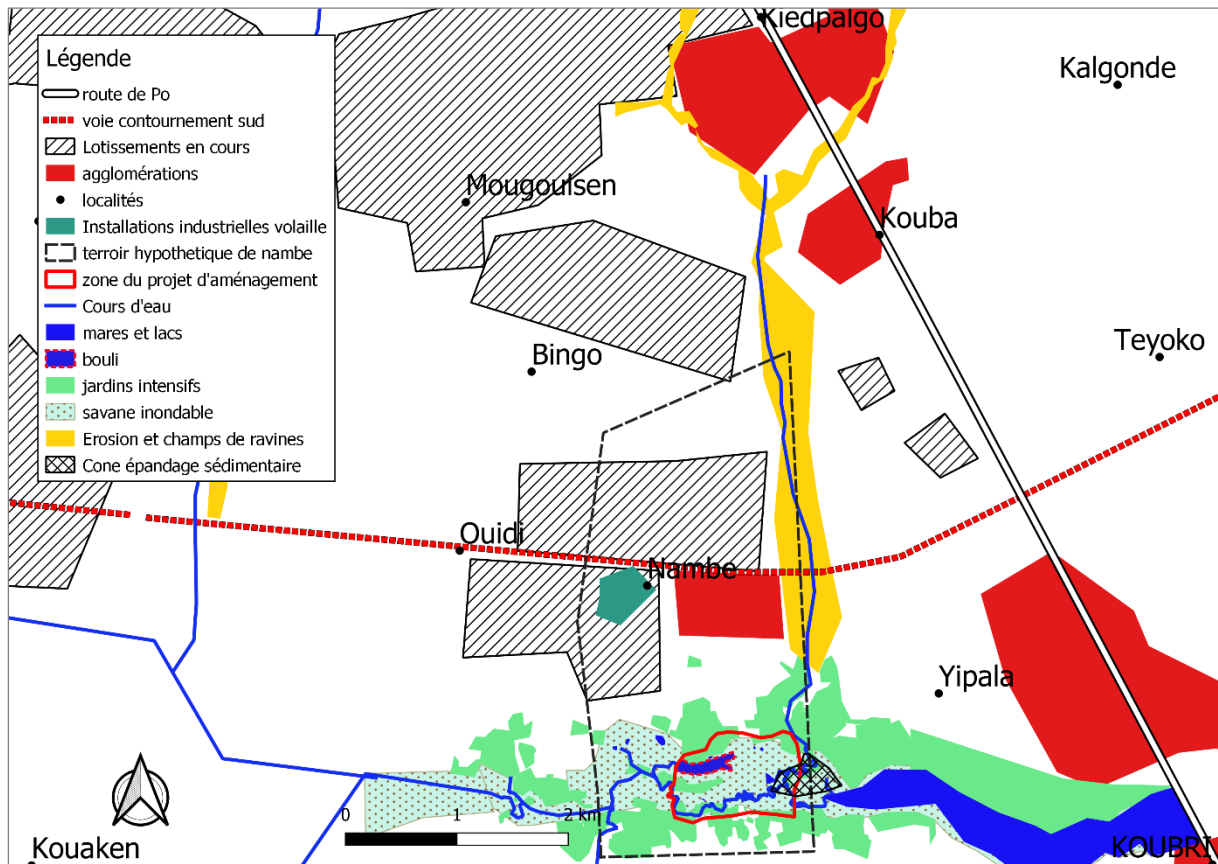 Légende
route de Po
voie contournement sud
Lotissements en cours
agglomérations
localités
Installations industrielles volaille
terroir hypothetique de nambe
zone du projet d'aménagement
Cours d'eau
mares et lacs
bouli
jardins intensifs
savane inondable
Erosion et champs de ravines
Cone épandage sédimentaire
Kiedpalgo
Kalgonde
Mougoulsen
Kouba
Bingo
Teyoko
Ouidi
Nambe
Yipala
0 1 2 km
Kouaken
KOUBRI